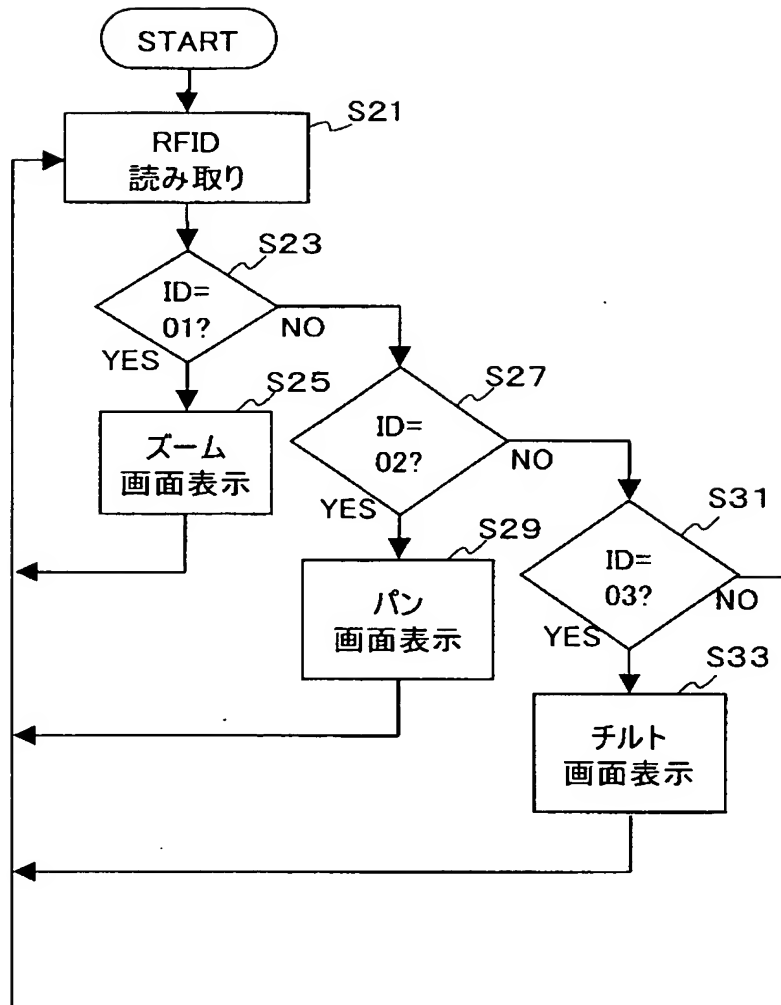 START
S21
RFID
読み取り
S23
ID=
01?
NO
YES
S25
ズーム
画面表示
S27
ID=
02?
NO
YES
S29
パン
画面表示
S31
ID=
03?
NO
YES
S33
チルト
画面表示